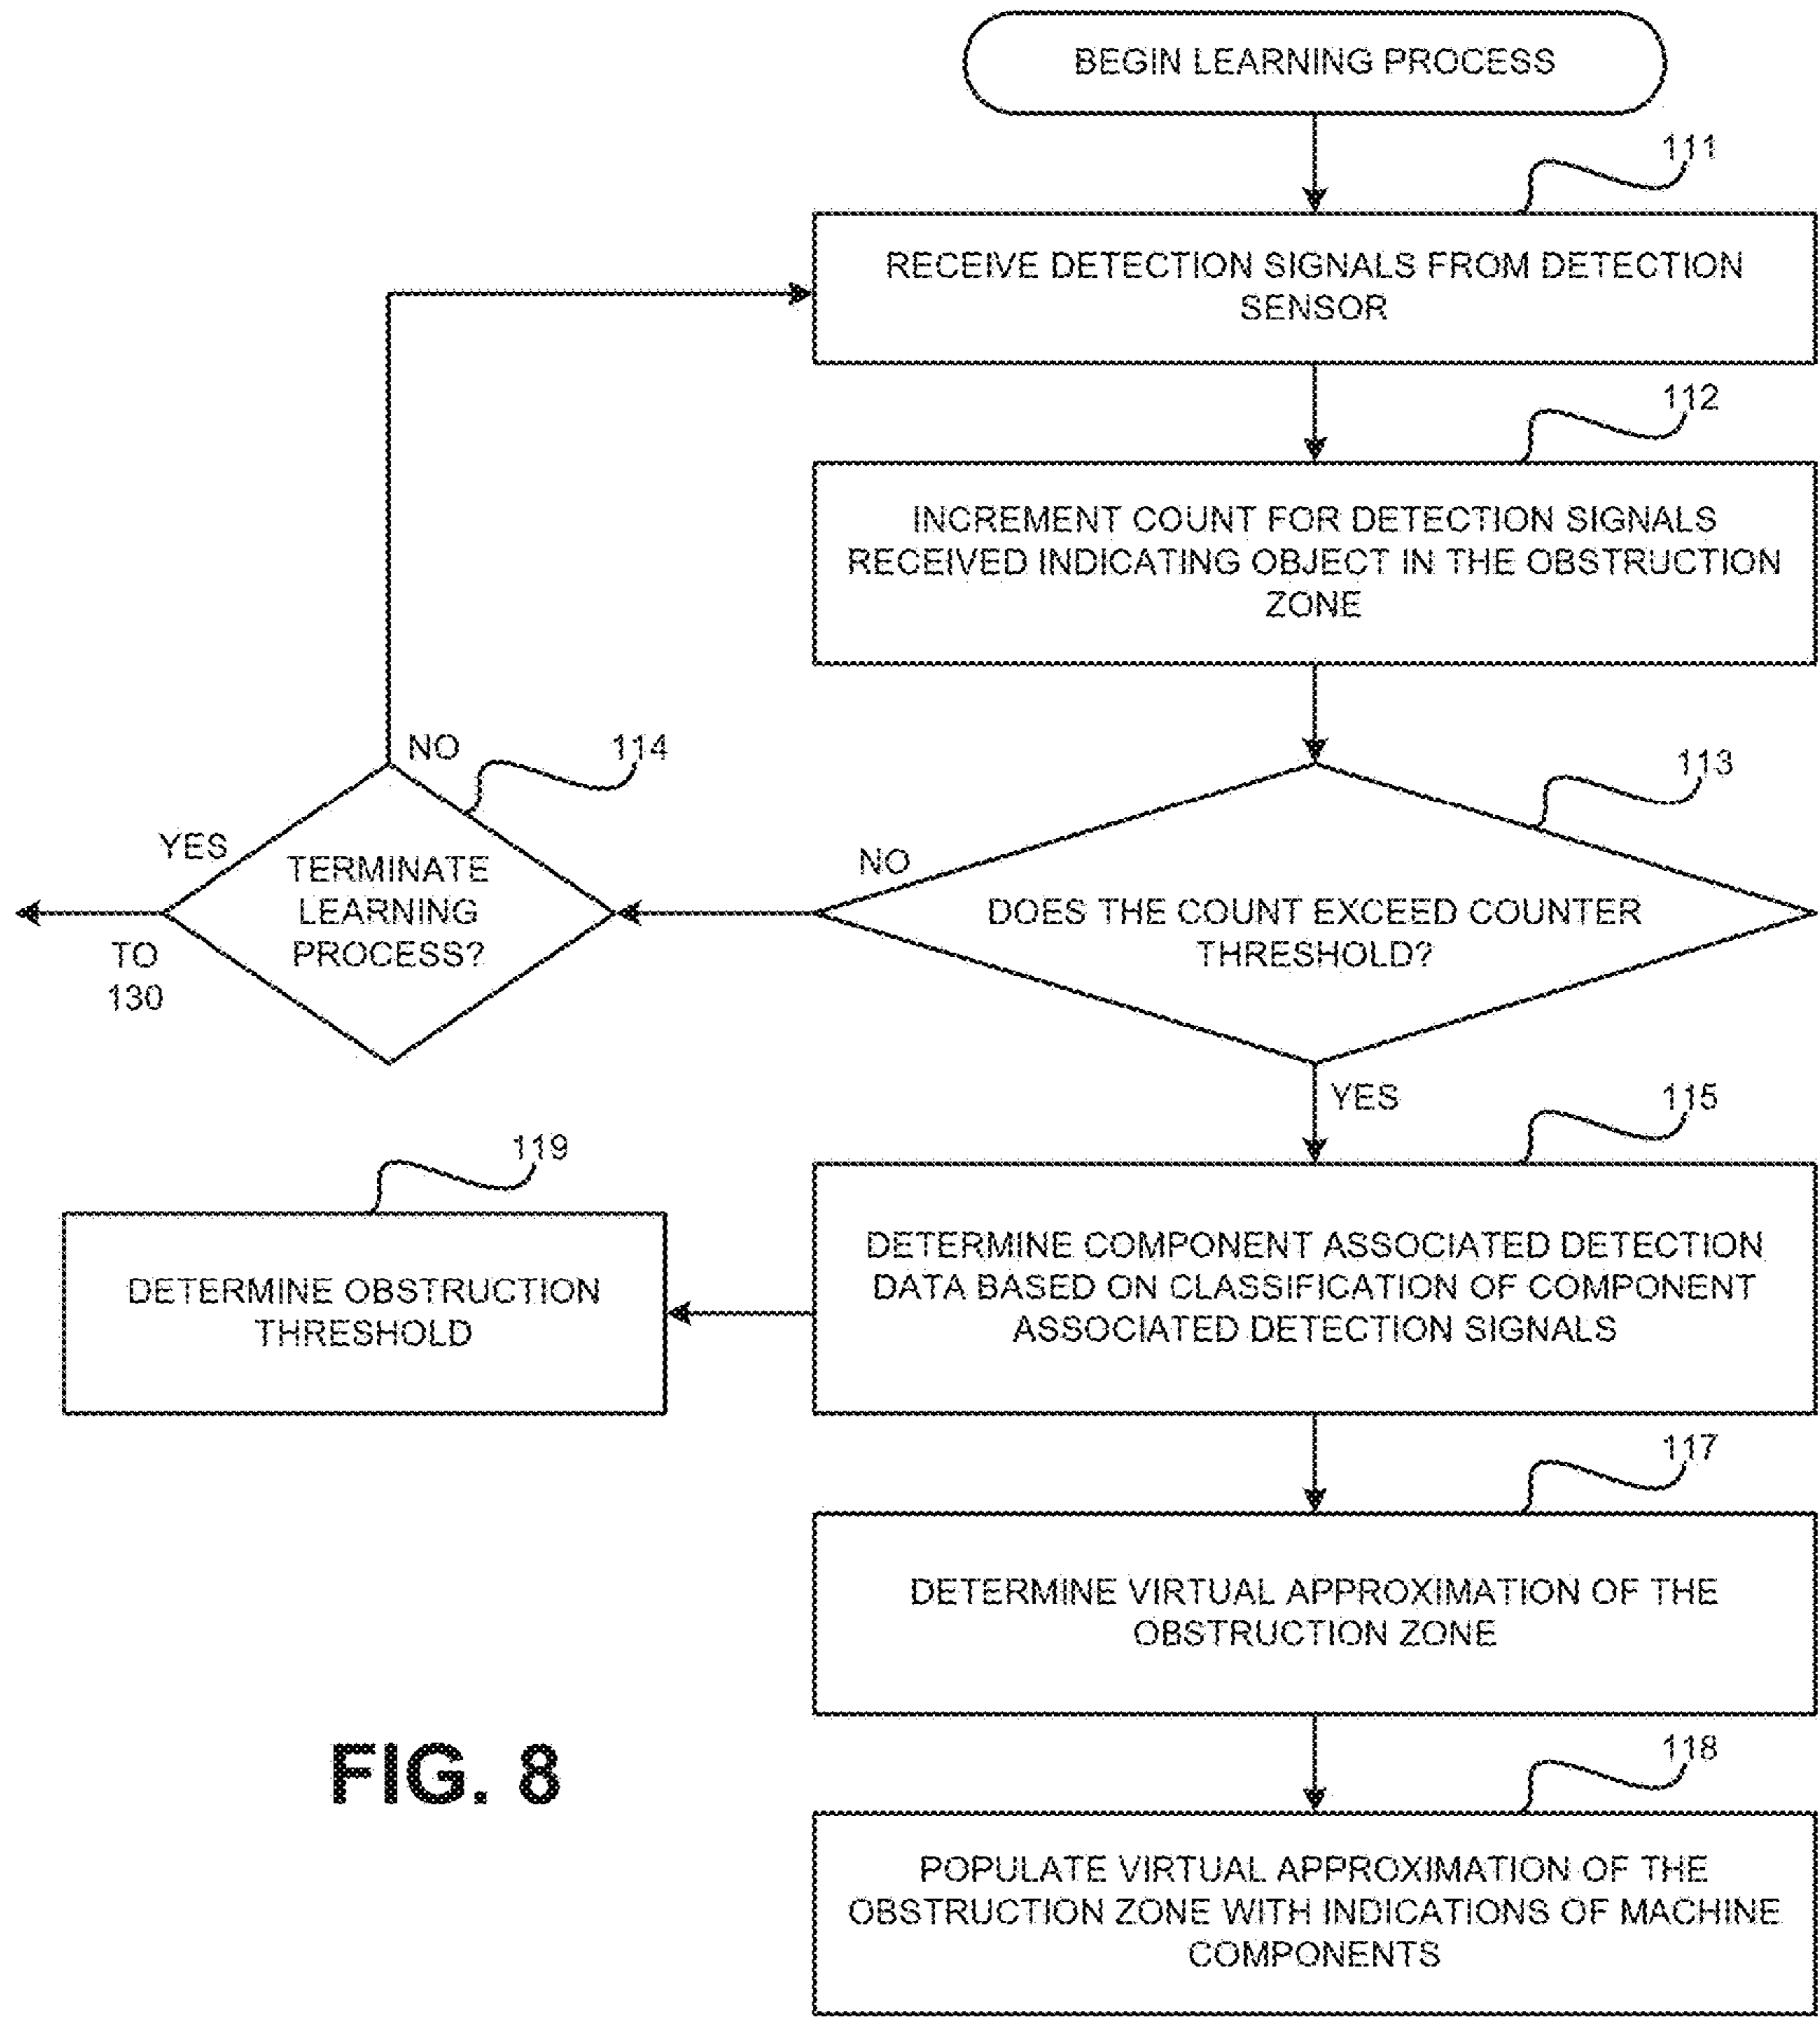 BEGIN LEARNING PROCESS
111
RECEIVE DETECTION SIGNALS FROM DETECTION
SENSOR
112
INCREMENT COUNT FOR DETECTION SIGNALS
RECEIVED INDICATING OBJECT IN THE OBSTRUCTION
ZONE
NO
114
113
YES
TERMINATE
LEARNING
PROCESS?
NO
DOES THE COUNT EXCEED COUNTER
THRESHOLD?
TO
130
YES
115
119
DETERMINE COMPONENT ASSOCIATED DETECTION
DATA BASED ON CLASSIFICATION OF COMPONENT
ASSOCIATED DETECTION SIGNALS
DETERMINE OBSTRUCTION
THRESHOLD
117
DETERMINE VIRTUAL APPROXIMATION OF THE
OBSTRUCTION ZONE
118
POPULATE VIRTUAL APPROXIMATION OF THE
OBSTRUCTION ZONE WITH INDICATIONS OF MACHINE
COMPONENTS
FIG. 8